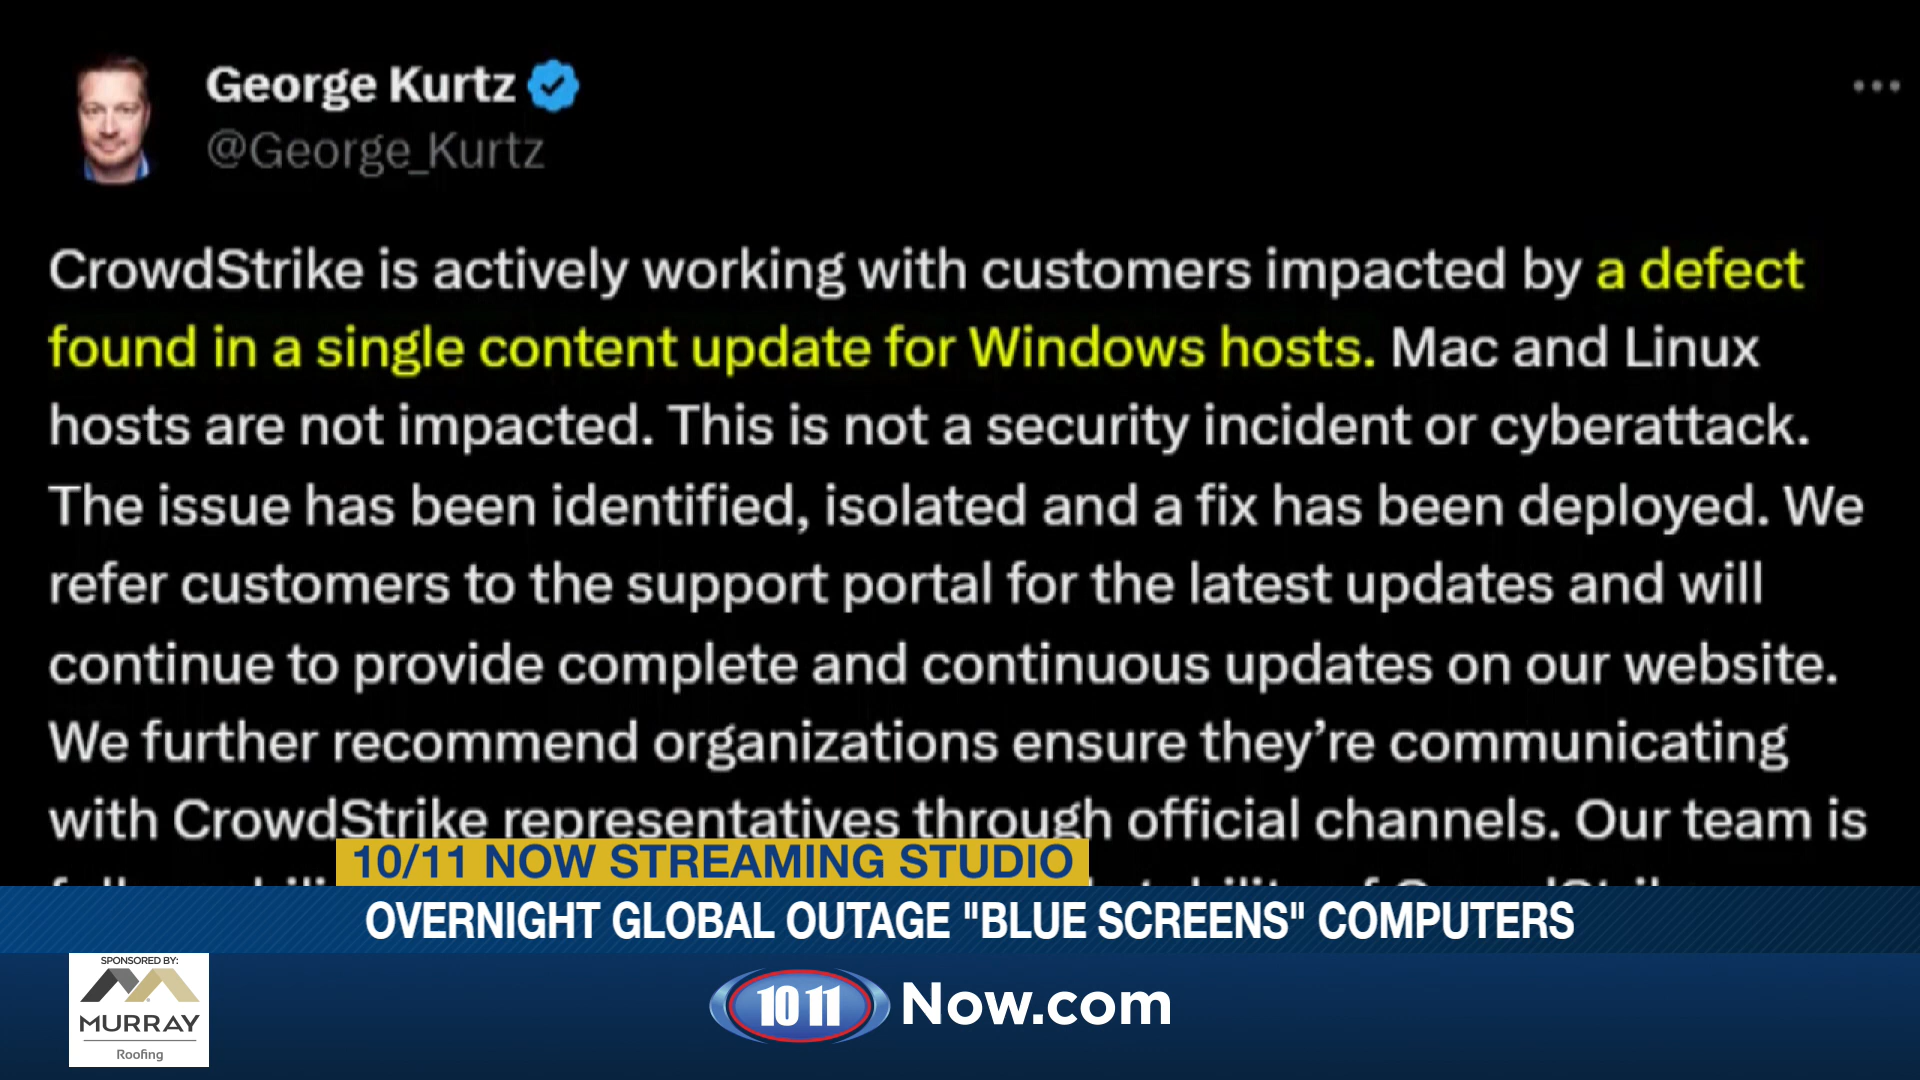 George Kurtz
@George_Kurtz
CrowdStrike is actively working with customers impacted by a defect
found in a single content update for Windows hosts. Mac and Linux
hosts are not impacted. This is not a security incident or cyberattack.
The issue has been identified, isolated and a fix has been deployed. We
refer customers to the support portal for the latest updates and will
continue to provide complete and continuous updates on our website.
We further recommend organizations ensure they’re communicating
with CrowdStrike representatives through official channels. Our team is
10/11 NOW STREAMING STUDIO
OVERNIGHT GLOBAL OUTAGE "BLUE SCREENS" COMPUTERS
SPONSORED BY:
MURRAY
Roofing
10 11 Now.com